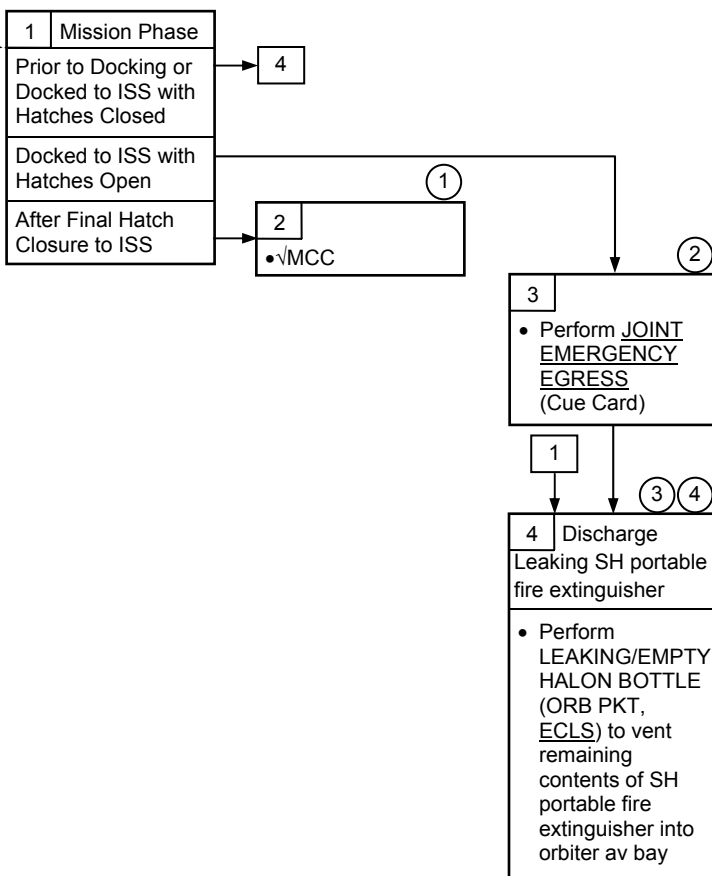 1 Mission Phase
Prior to Docking or
Docked to ISS with
Hatches Closed
4
Docked to ISS with
Hatches Open
After Final Hatch
Closure to ISS
1
2
•√MCC
2
3
• Perform JOINT
EMERGENCY
EGRESS
(Cue Card)
1
3 4
4 Discharge
Leaking SH portable
fire extinguisher
• Perform
LEAKING/EMPTY
HALON BOTTLE
(ORB PKT,
ECLS) to vent
remaining
contents of SH
portable fire
extinguisher into
orbiter av bay